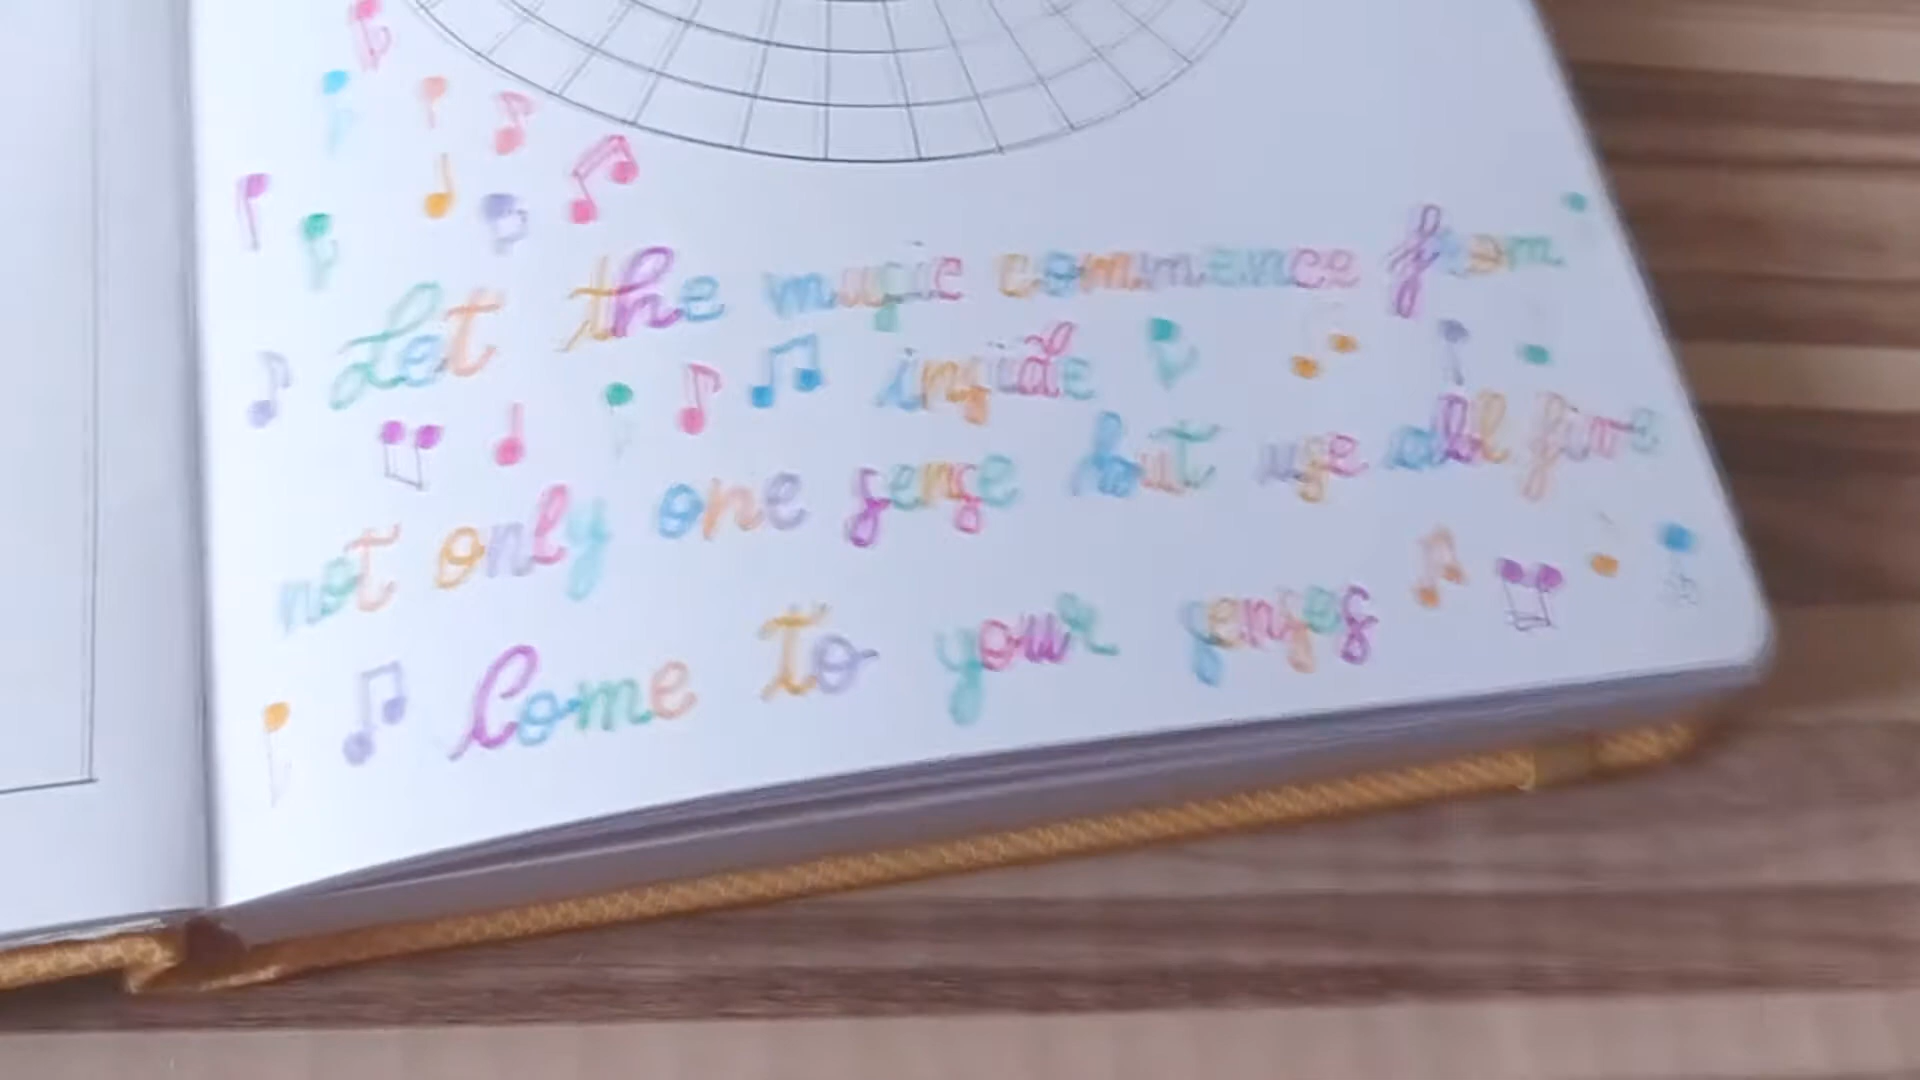 Let the music commence from
inside
not only one sense but use all five
Come to your senses